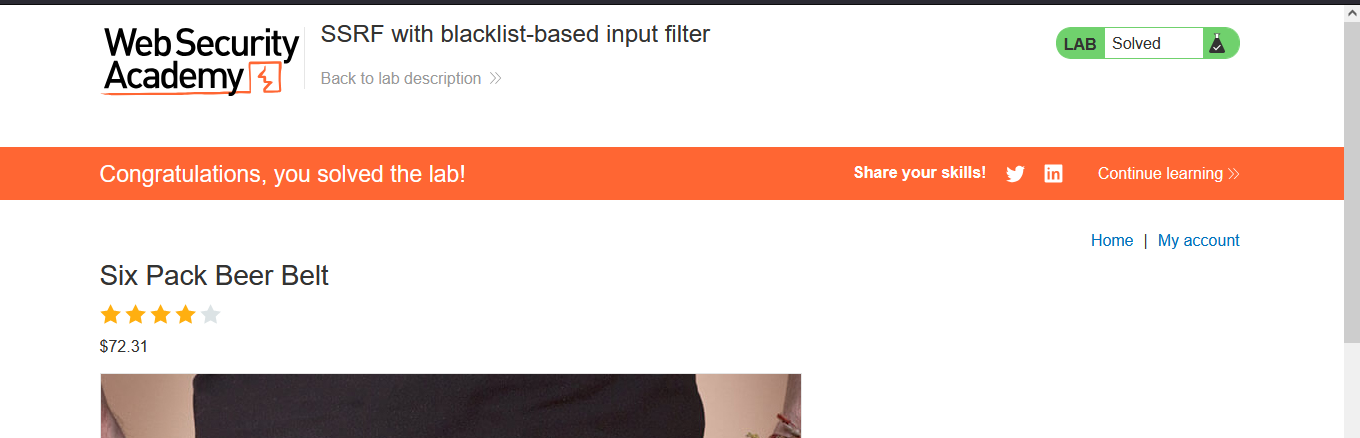 Web Security
Academy
SSRF with blacklist-based input filter
Back to lab description
LAB Solved
Congratulations, you solved the lab!
Share your skills!
Continue learning
Home | My account
Six Pack Beer Belt
$72.31